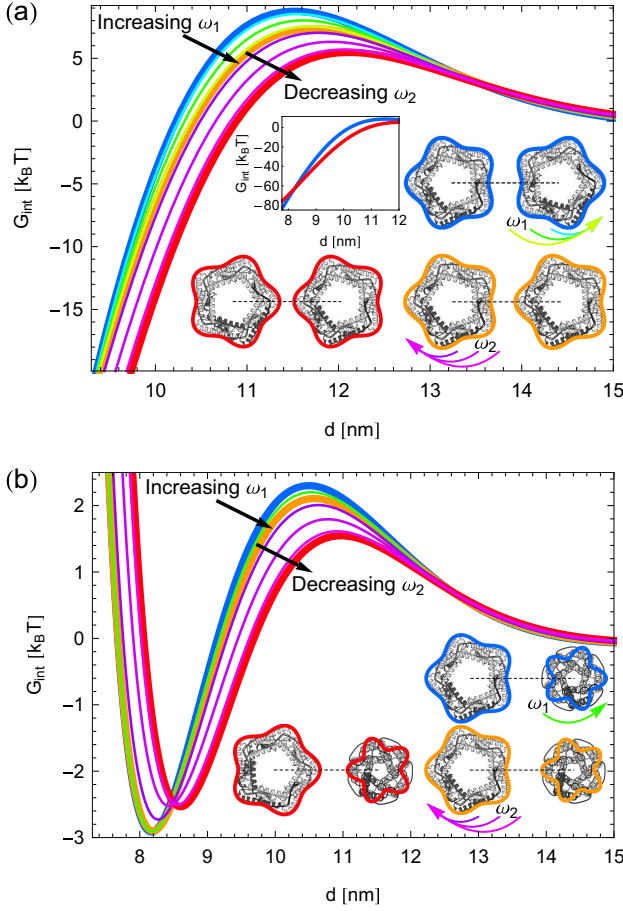 (a)
Increasing ω₁
Decreasing ω₂
G_int [k_BT]
5
0
−5
−10
−15
0
−20
−40
−60
−80
G_int [k_BT]
8 9 10 11 12
d [nm]
ω₁
ω₂
10 11 12 13 14 15
d [nm]
(b)
Increasing ω₁
Decreasing ω₂
G_int [k_BT]
2
1
0
−1
−2
−3
ω₁
ω₂
8 9 10 11 12 13 14 15
d [nm]